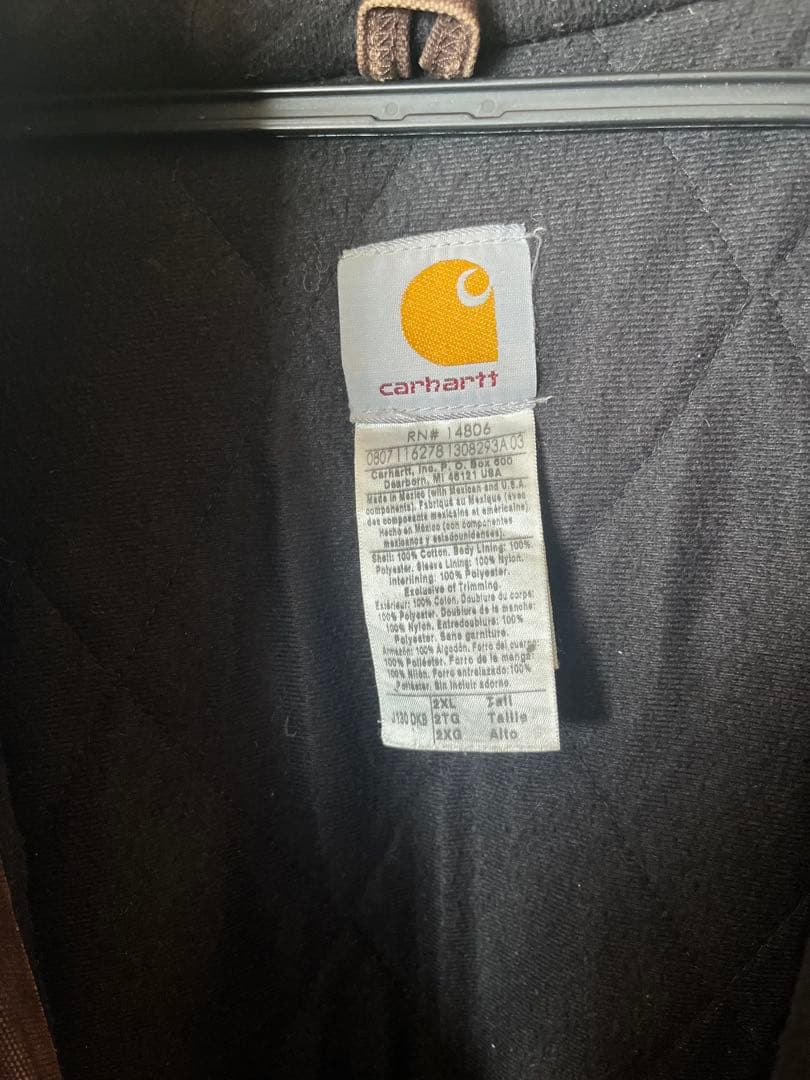 carhartt
RN# 14806
08071162781308293A 03
Carhartt, Inc. P. O. Box 600
Dearborn, MI 48121 USA
Made in Mexico (with Mexican and U.S.A.
components). Fabriqué au Mexique (avec
des composants mexicains et américains).
Hecho en México (con componentes
mexicanos y estadounidenses).
Shell: 100% Cotton. Body Lining: 100%
Polyester. Sleeve Lining: 100% Nylon.
Interlining: 100% Polyester.
Exclusive of Trimming.
Extérieur: 100% Coton. Doublure du corps:
100% Polyester. Doublure de la manche:
100% Nylon. Entredoublure: 100%
Polyester. Sans garniture.
Armazón: 100% Algodón. Forro del cuerpo:
100% Poliéster. Forro de la manga:
100% Nilón. Forro entrelazado: 100%
Poliéster. Sin incluir adorno.
J130 DKB
2XL Tall
2TG Taille
2XG Alto